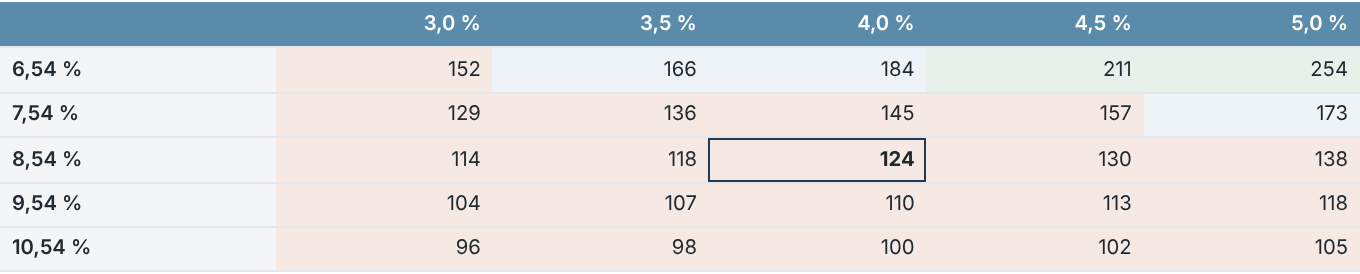 3,0 % 3,5 % 4,0 % 4,5 % 5,0 %
6,54 % 152 166 184 211 254
7,54 % 129 136 145 157 173
8,54 % 114 118 124 130 138
9,54 % 104 107 110 113 118
10,54 % 96 98 100 102 105